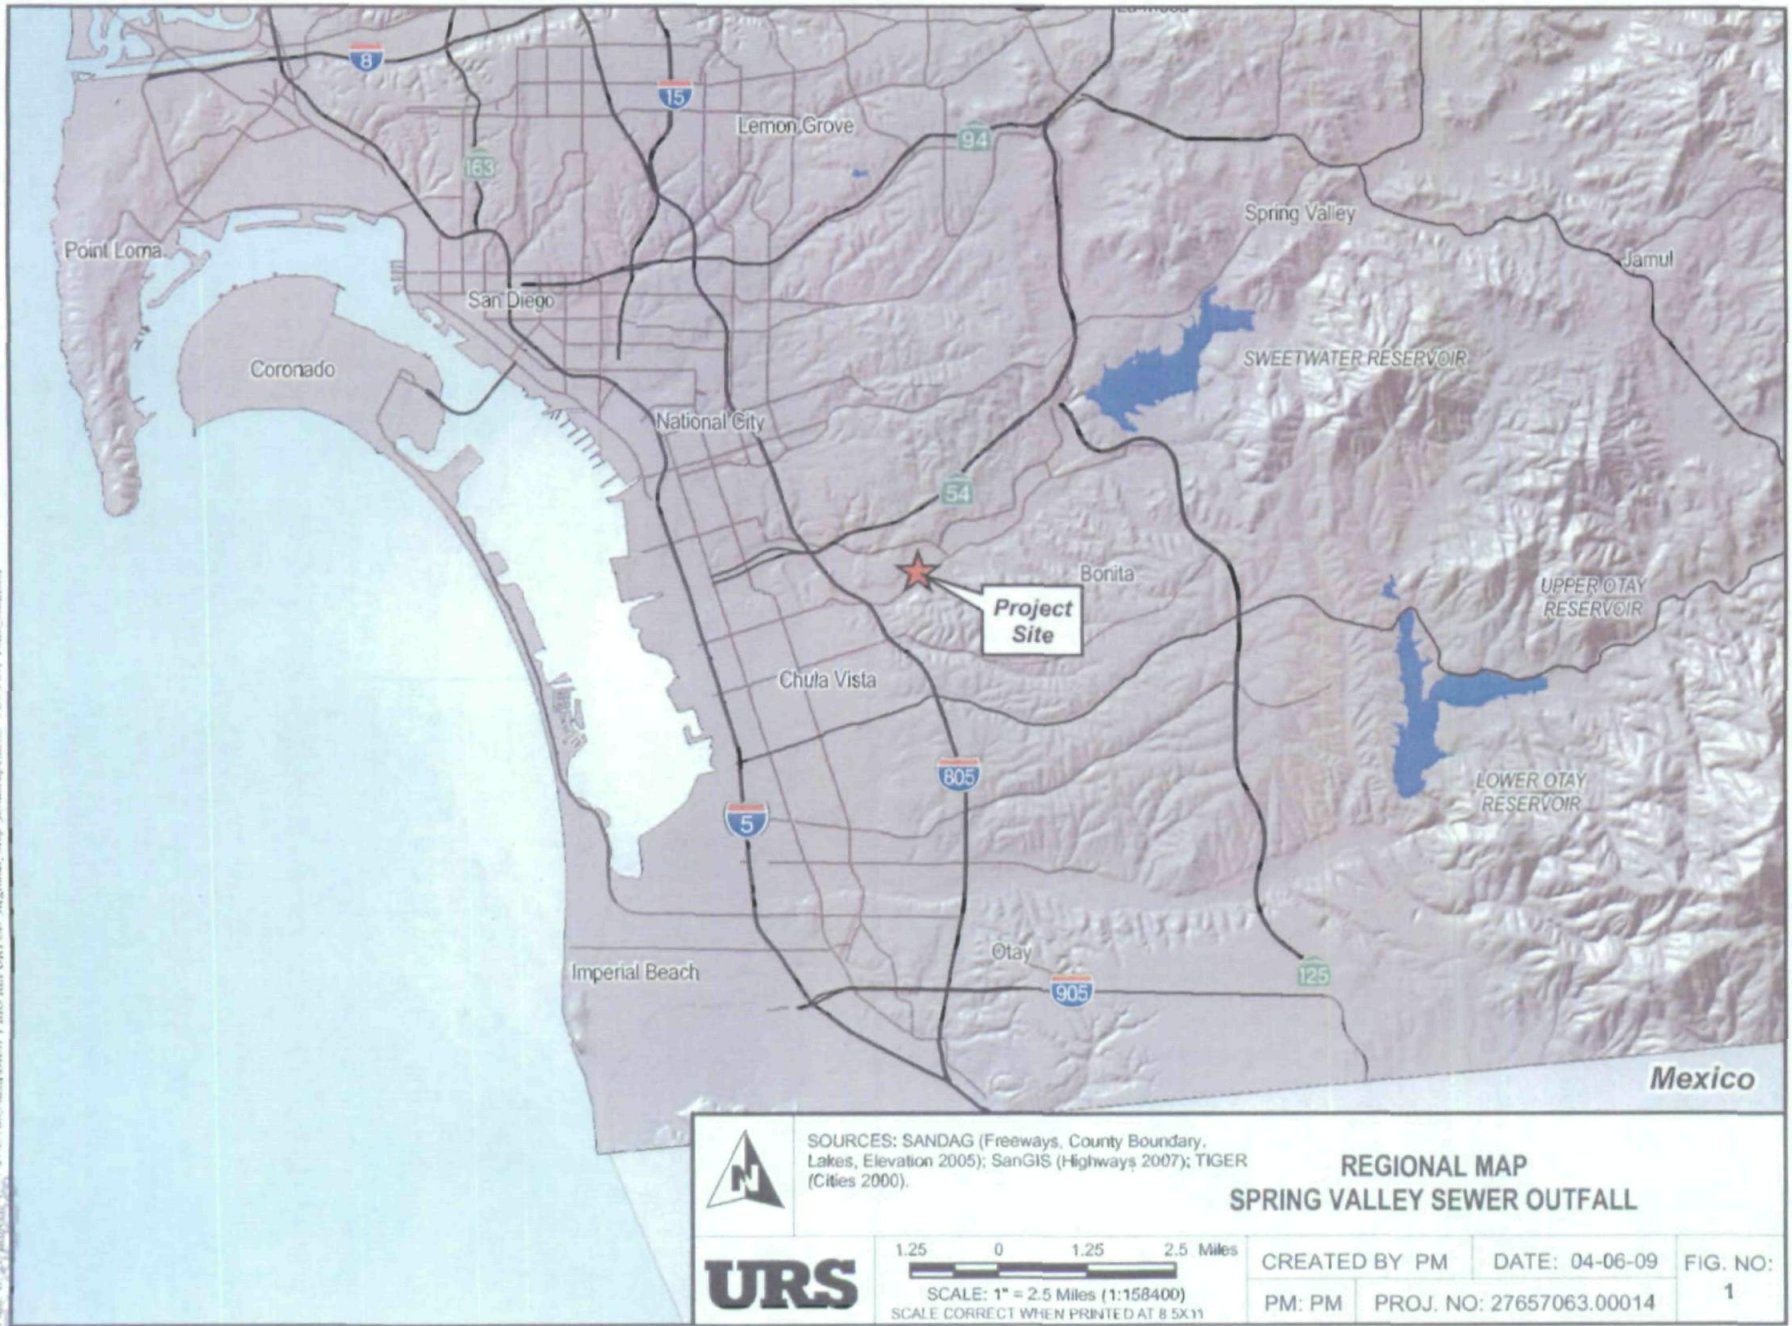 8
15
Lemon Grove
94
163
Spring Valley
Point Loma
Jamul
San Diego
SWEETWATER RESERVOIR
Coronado
National City
54
Bonita
UPPER OTAY
RESERVOIR
Project
Site
Chula Vista
805
LOWER OTAY
RESERVOIR
5
Otay
Imperial Beach
125
905
Mexico
N
SOURCES: SANDAG (Freeways, County Boundary,
Lakes, Elevation 2005); SanGIS (Highways 2007); TIGER
(Cities 2000).
REGIONAL MAP
SPRING VALLEY SEWER OUTFALL
URS
1.25 0 1.25 2.5 Miles
SCALE: 1" = 2.5 Miles (1:158400)
SCALE CORRECT WHEN PRINTED AT 8.5X11
CREATED BY PM
DATE: 04-06-09
FIG. NO:
1
PM: PM
PROJ. NO: 27657063.00014